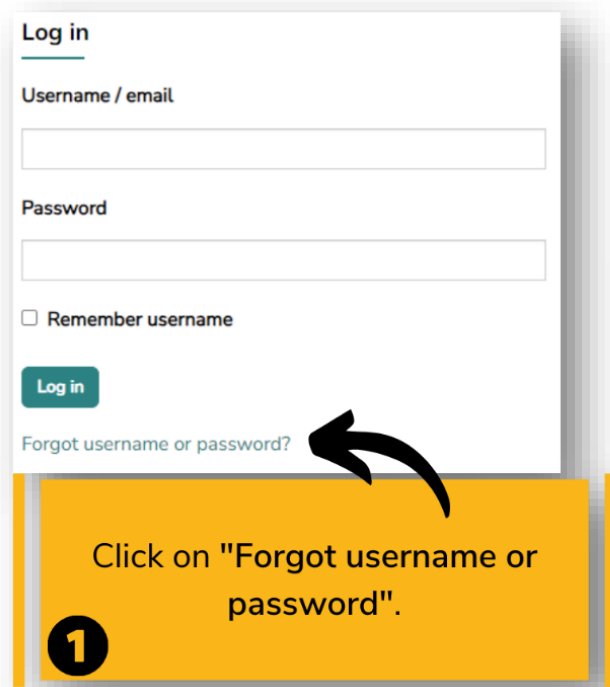 Log in
Username / email
Password
Remember username
Log in
Forgot username or password?
Click on "Forgot username or
password".
1